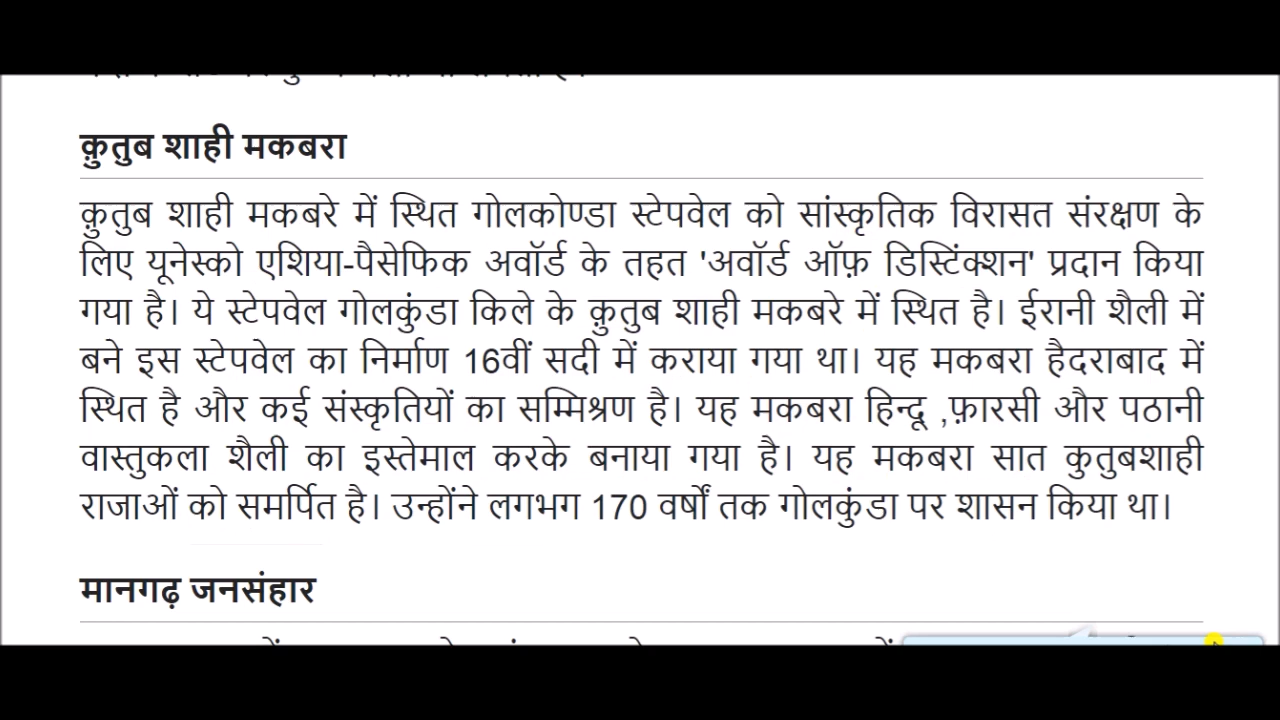 क़ुतुब शाही मकबरा
क़ुतुब शाही मकबरे में स्थित गोलकोण्डा स्टेपवेल को सांस्कृतिक विरासत संरक्षण के
लिए यूनेस्को एशिया-पैसेफिक अवॉर्ड के तहत 'अवॉर्ड ऑफ़ डिस्टिंक्शन' प्रदान किया
गया है। ये स्टेपवेल गोलकुंडा किले के क़ुतुब शाही मकबरे में स्थित है। ईरानी शैली में
बने इस स्टेपवेल का निर्माण 16वीं सदी में कराया गया था। यह मकबरा हैदराबाद में
स्थित है और कई संस्कृतियों का सम्मिश्रण है। यह मकबरा हिन्दू ,फ़ारसी और पठानी
वास्तुकला शैली का इस्तेमाल करके बनाया गया है। यह मकबरा सात कुतुबशाही
राजाओं को समर्पित है। उन्होंने लगभग 170 वर्षों तक गोलकुंडा पर शासन किया था।
मानगढ़ जनसंहार